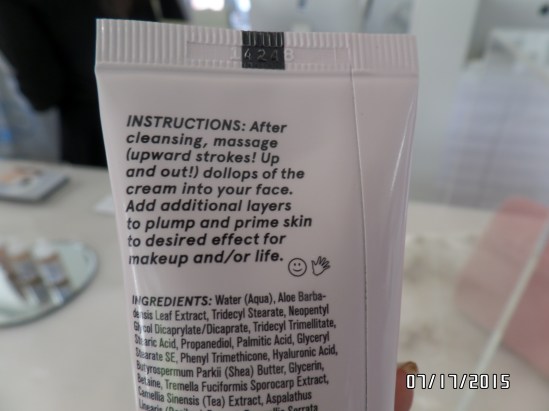 14248
INSTRUCTIONS: After
cleansing, massage
(upward strokes! Up
and out!) dollops of the
cream into your face.
Add additional layers
to plump and prime skin
to desired effect for
makeup and/or life.
INGREDIENTS: Water (Aqua), Aloe Barba-
densis Leaf Extract, Tridecyl Stearate, Neopentyl
Glycol Dicaprylate/Dicaprate, Tridecyl Trimellitate,
Stearic Acid, Propanediol, Palmitic Acid, Glyceryl
Stearate SE, Phenyl Trimethicone, Hyaluronic Acid,
Butyrospermum Parkii (Shea) Butter, Glycerin,
Betaine, Tremella Fuciformis Sporocarp Extract,
Camellia Sinensis (Tea) Extract, Aspalathus
Linearis
Serrata
07/17/2015